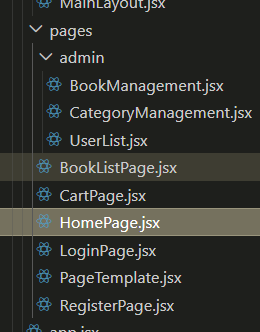 MainLayout.jsx
pages
admin
BookManagement.jsx
CategoryManagement.jsx
UserList.jsx
BookListPage.jsx
CartPage.jsx
HomePage.jsx
LoginPage.jsx
PageTemplate.jsx
RegisterPage.jsx
app.jsx